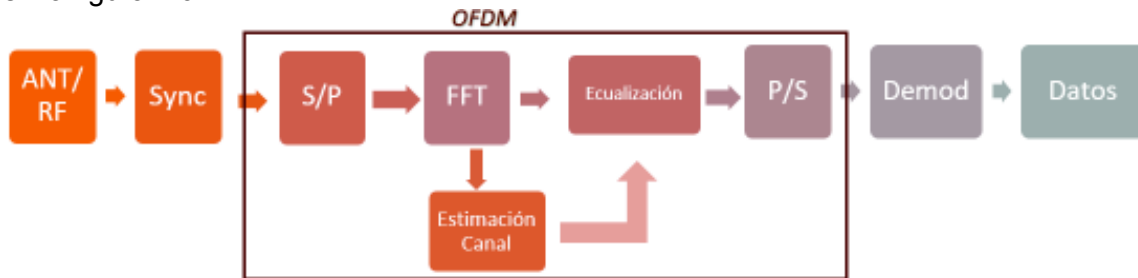 OFDM
ANT/
RF
Sync
S/P
FFT
Ecualización
P/S
Demod
Datos
Estimación
Canal